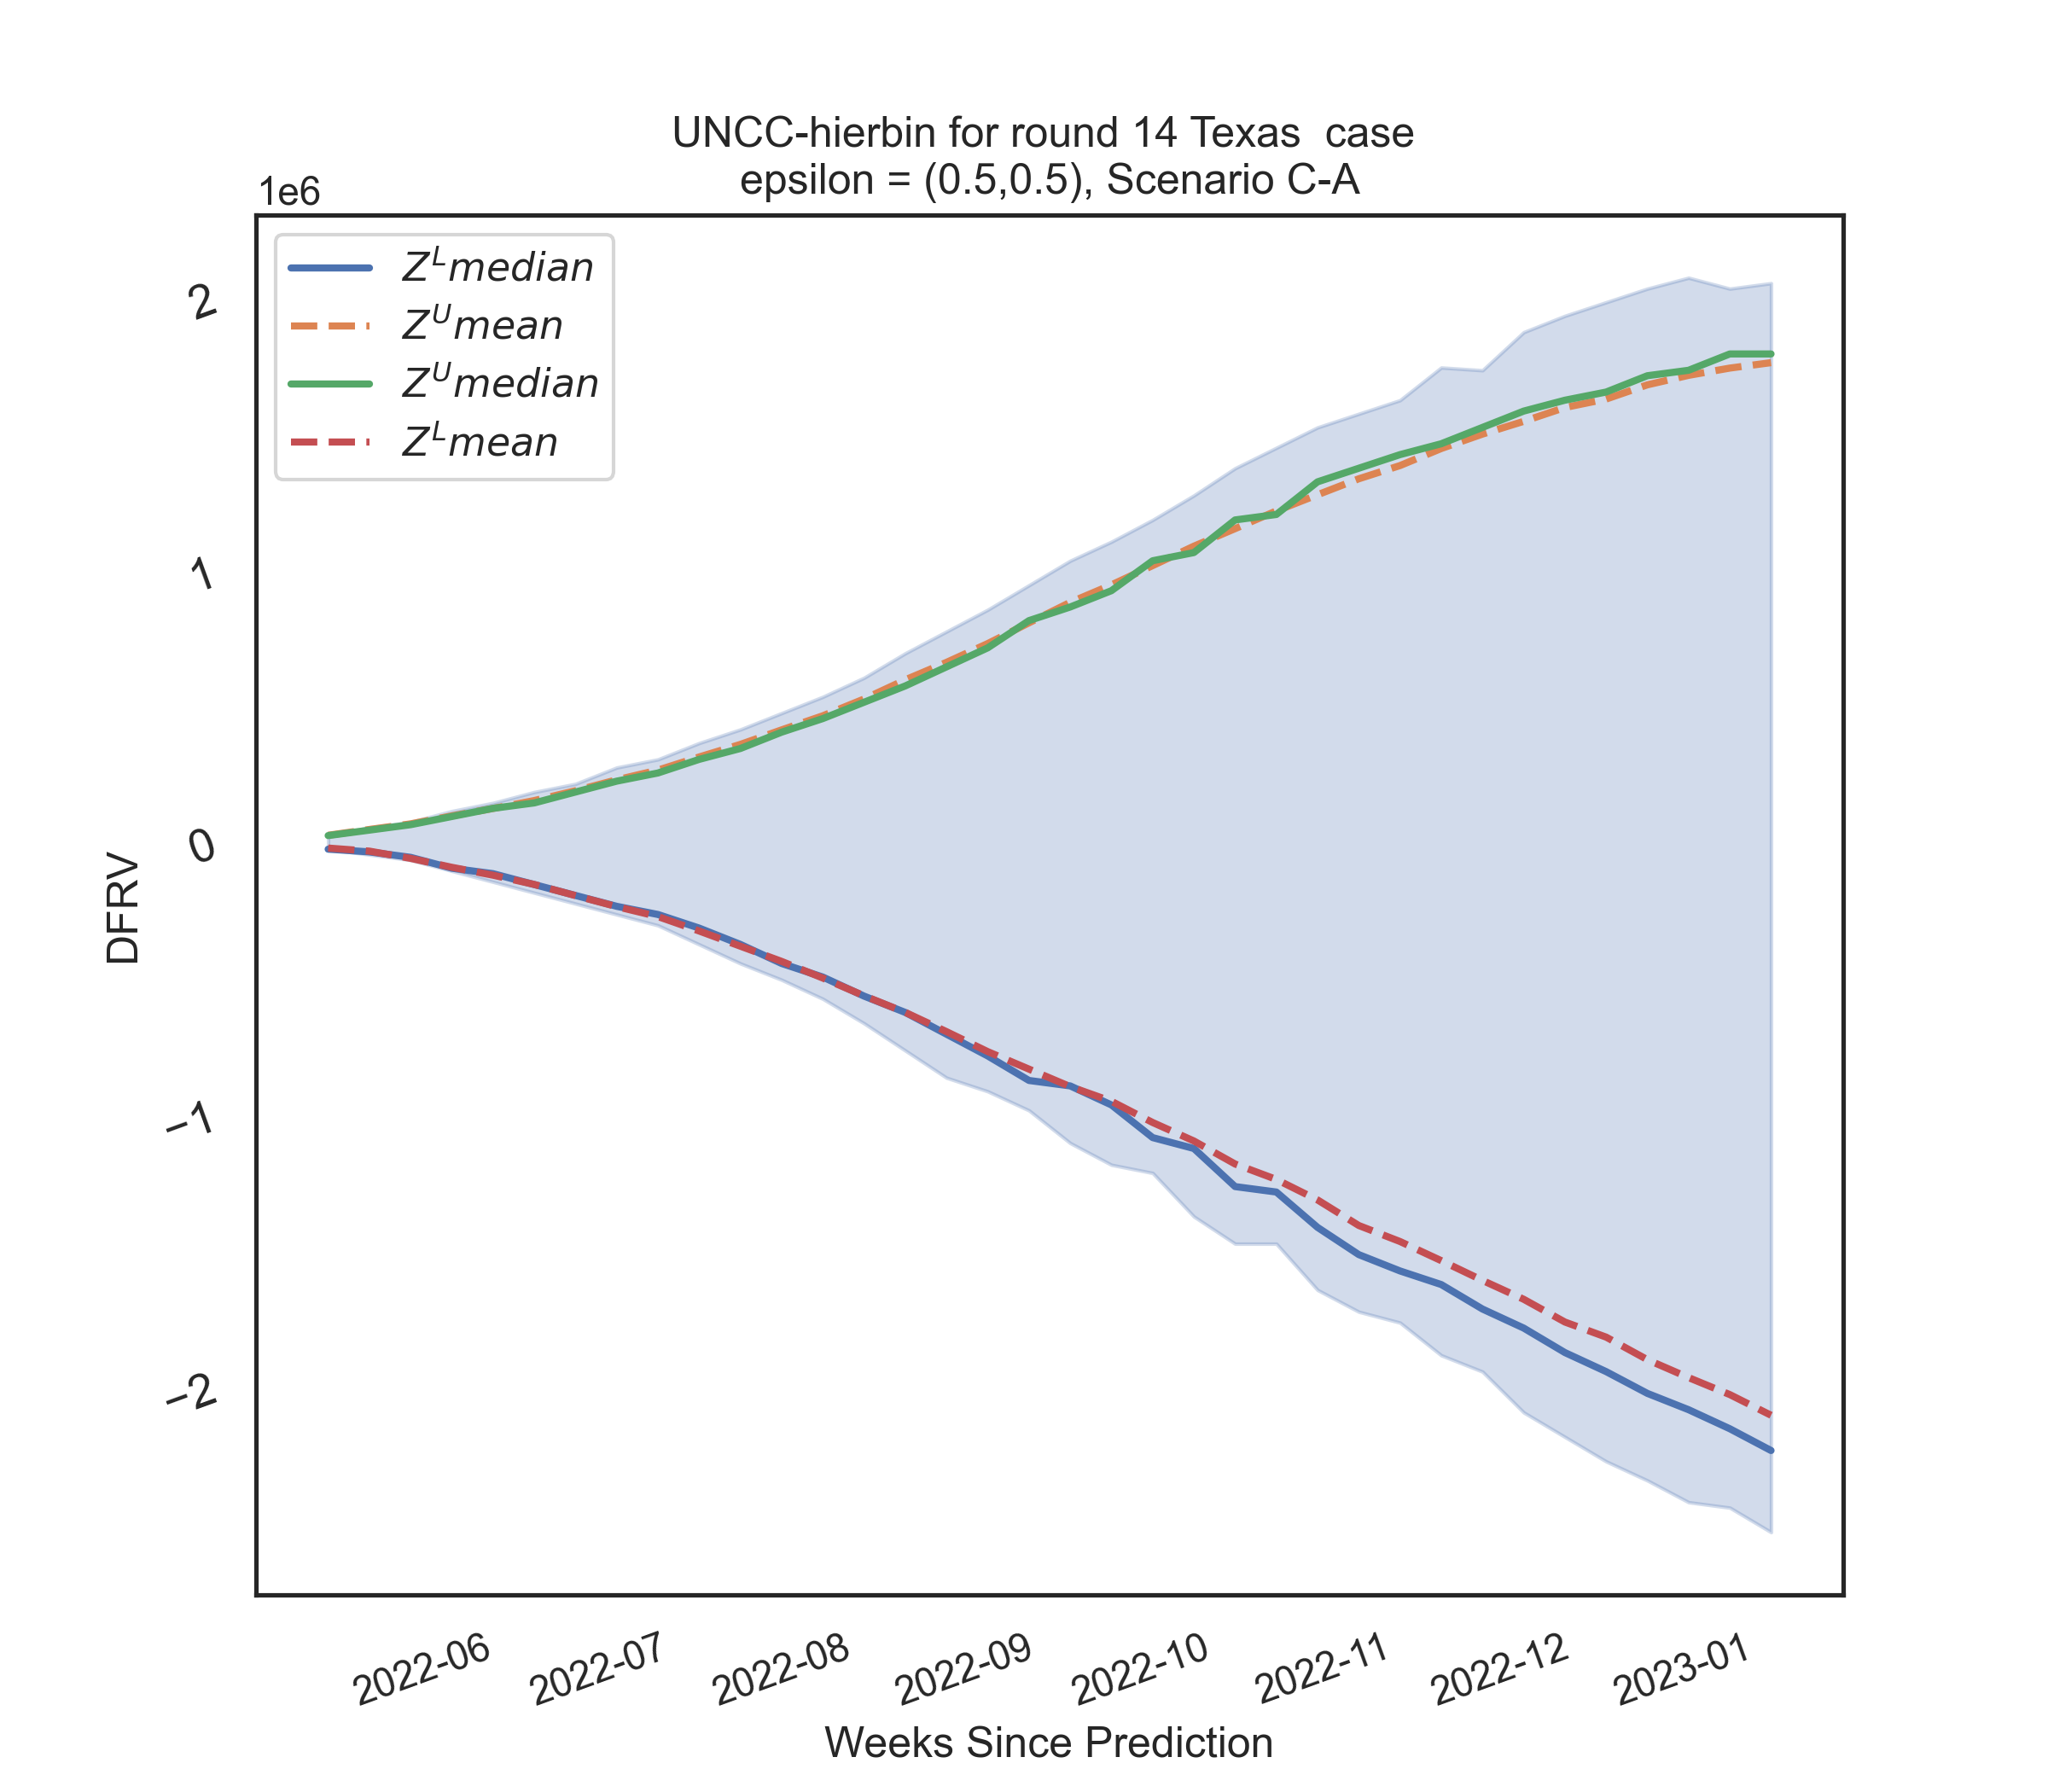 UNCC-hierbin for round 14 Texas  case
epsilon = (0.5,0.5), Scenario C-A
1e6
Z^L median
Z^U mean
Z^U median
Z^L mean
2
1
0
−1
−2
DFRV
2022-06
2022-07
2022-08
2022-09
2022-10
2022-11
2022-12
2023-01
Weeks Since Prediction